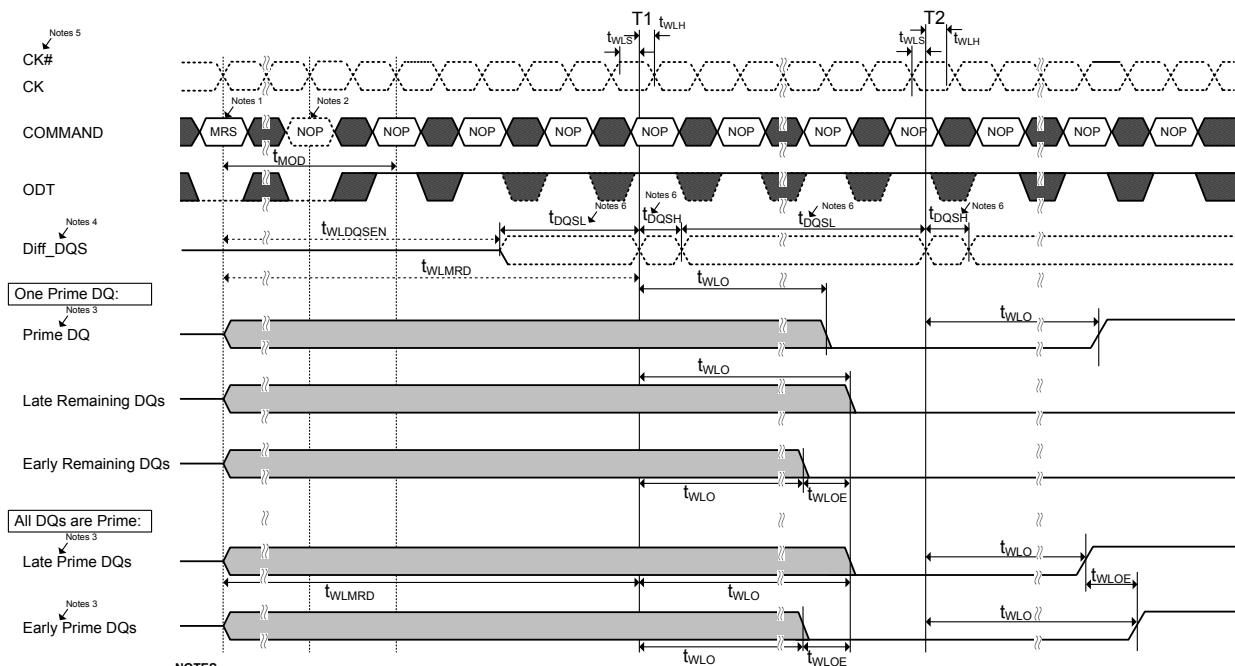 T1 T2
tWLS tWLH tWLS tWLH
Notes 5
CK#
CK
Notes 1 Notes 2
COMMAND MRS NOP NOP NOP NOP NOP NOP NOP NOP NOP NOP NOP
tMOD
ODT
Notes 6 Notes 6 Notes 6 Notes 6
tDQSL tDQSH tDQSL tDQSH
Notes 4
tWLDQSEN
Diff_DQS
tWLMRD
One Prime DQ:
tWLO
Notes 3
Prime DQ
tWLO
tWLO
Late Remaining DQs
Early Remaining DQs
tWLO tWLOE
All DQs are Prime:
Notes 3
Late Prime DQs
tWLO
tWLMRD tWLO tWLOE
Notes 3
Early Prime DQs
tWLO
tWLO tWLOE
NOTES